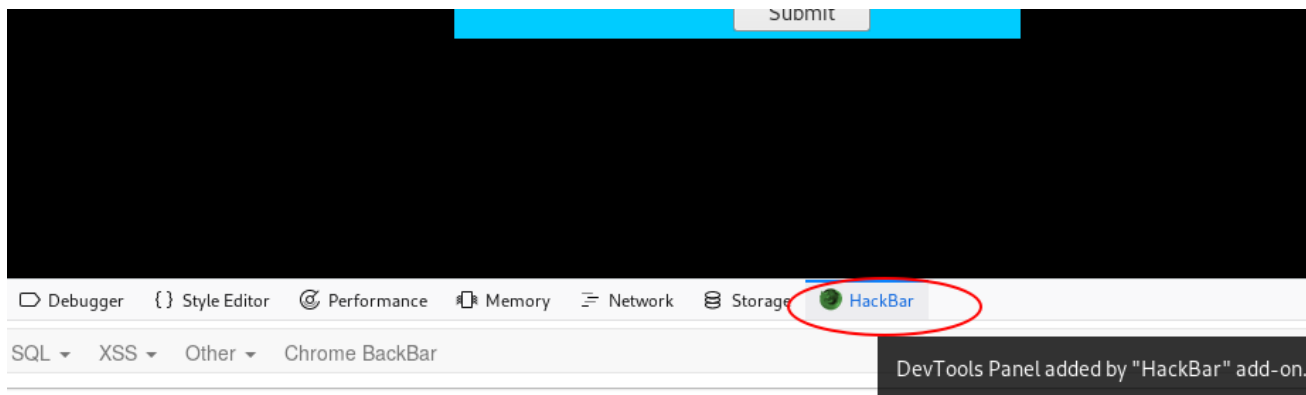 Submit
Debugger {} Style Editor Performance Memory Network Storage HackBar
SQL XSS Other Chrome BackBar
DevTools Panel added by "HackBar" add-on.